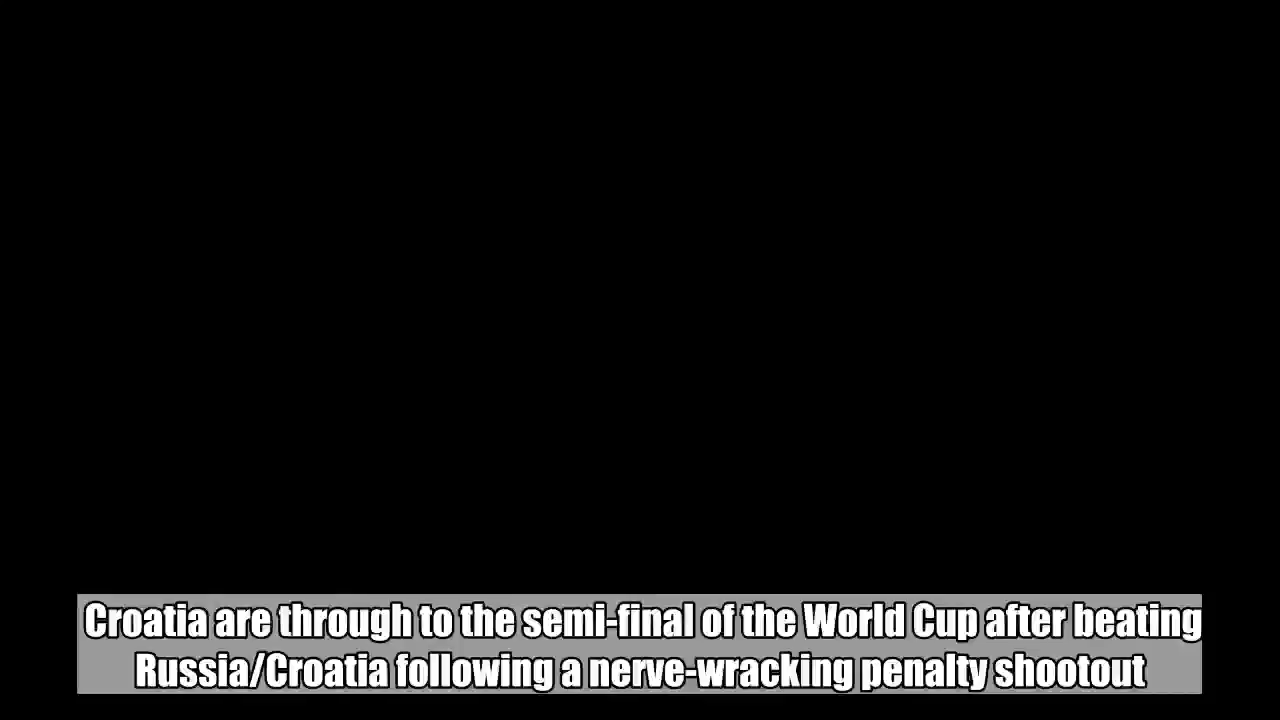 Croatia are through to the semi-final of the World Cup after beating
Russia/Croatia following a nerve-wracking penalty shootout